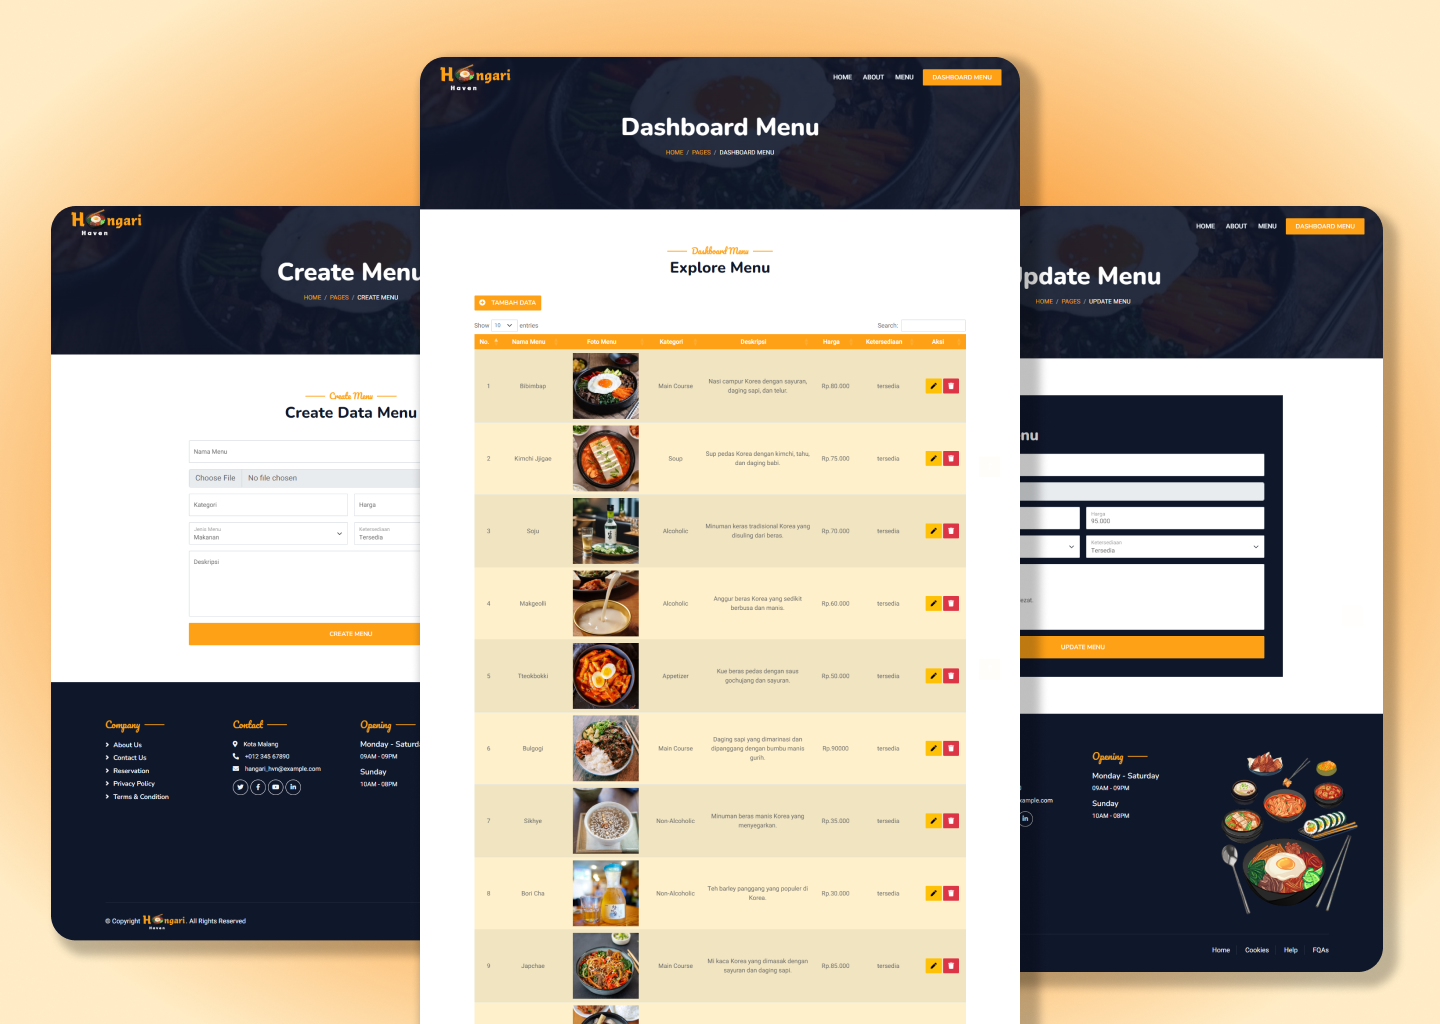 Hongari
Haven
HOME
ABOUT
MENU
DASHBOARD MENU
Dashboard Menu
HOME / PAGES / DASHBOARD MENU
Dashboard Menu
Explore Menu
TAMBAH DATA
Show 10 entries
Search:
No. Nama Menu Foto Menu Kategori Deskripsi Harga Ketersediaan Aksi
1 Bibimbap Main Course Nasi campur Korea dengan sayuran, Rp.80.000 tersedia
daging sapi, dan telur.
2 Kimchi Jjigae Soup Sup pedas Korea dengan kimchi, tahu, Rp.75.000 tersedia
dan daging babi.
3 Soju Alcoholic Minuman keras tradisional Korea yang Rp.70.000 tersedia
disuling dari beras.
4 Makgeolli Alcoholic Anggur beras Korea yang sedikit Rp.60.000 tersedia
berbusa dan manis.
5 Tteokbokki Appetizer Kue beras pedas dengan saus Rp.50.000 tersedia
gochujang dan sayuran.
6 Bulgogi Main Course Daging sapi yang dimarinasi dan Rp.90000 tersedia
dipanggang dengan bumbu manis
gurih.
7 Sikhye Non-Alcoholic Minuman beras manis Korea yang Rp.35.000 tersedia
menyegarkan.
8 Bori Cha Non-Alcoholic Teh barley panggang yang populer di Rp.30.000 tersedia
Korea.
9 Japchae Main Course Mi kaca Korea yang dimasak dengan Rp.85.000 tersedia
sayuran dan daging sapi.
Hongari
Haven
Create Menu
HOME / PAGES / CREATE MENU
Create Menu
Create Data Menu
Nama Menu
Choose File No file chosen
Kategori
Harga
Jenis Menu
Makanan
Ketersediaan
Tersedia
Deskripsi
CREATE MENU
Company
About Us
Contact Us
Reservation
Privacy Policy
Terms & Condition
Contact
Kota Malang
+012 345 67890
hangari_hvn@example.com
Opening
Monday - Saturd
09AM - 09PM
Sunday
10AM - 08PM
© Copyright Hongari Haven. All Rights Reserved
HOME
ABOUT
MENU
DASHBOARD MENU
Update Menu
HOME / PAGES / UPDATE MENU
nu
Harga
95.000
Ketersediaan
Tersedia
zat.
UPDATE MENU
xample.com
Opening
Monday - Saturday
09AM - 09PM
Sunday
10AM - 08PM
Home
Cookies
Help
FQAs